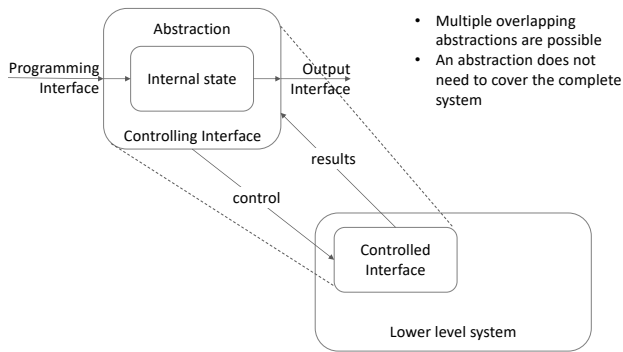 Abstraction
Programming
Interface
Internal state
Output
Interface
Controlling Interface
• Multiple overlapping
abstractions are possible
• An abstraction does not
need to cover the complete
system
results
control
Controlled
Interface
Lower level system